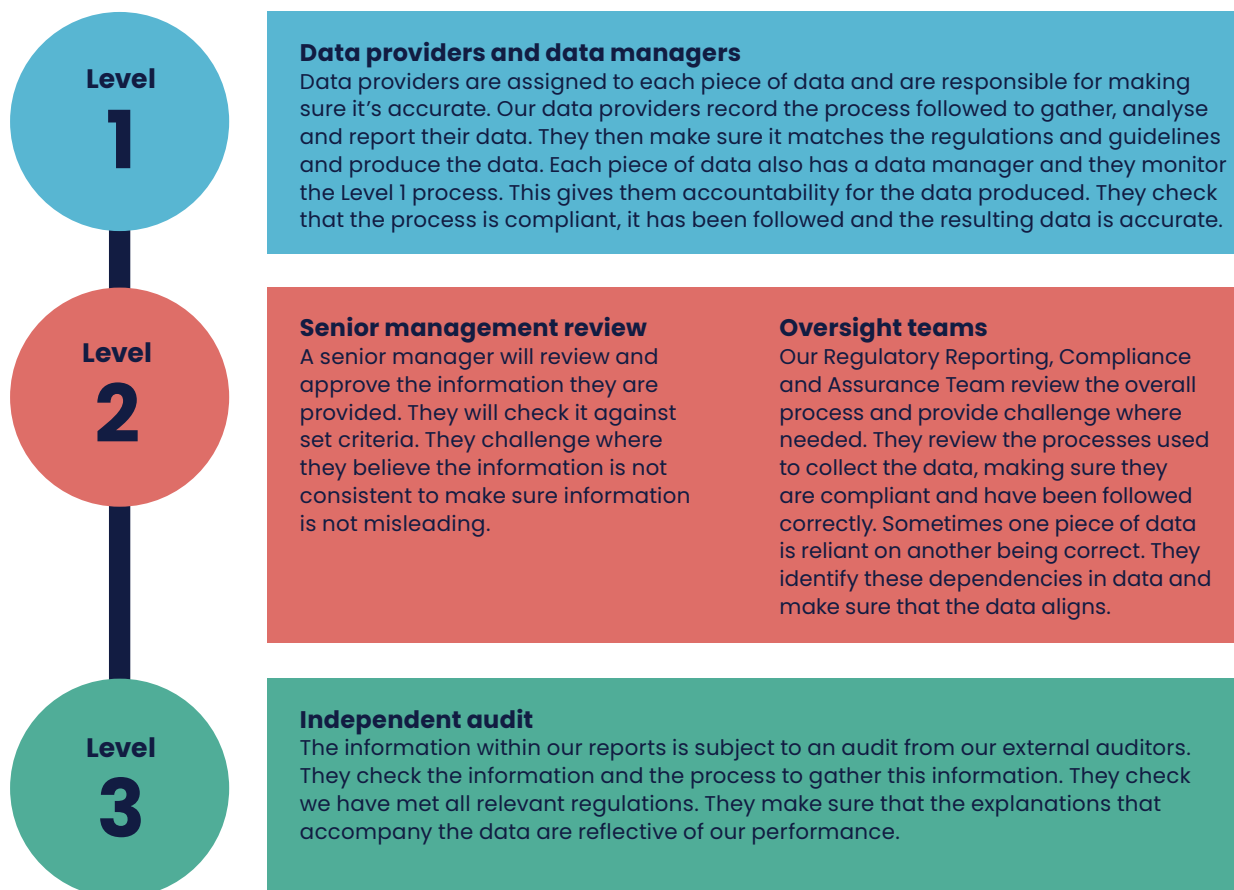 Level
1
Data providers and data managers
Data providers are assigned to each piece of data and are responsible for making
sure it’s accurate. Our data providers record the process followed to gather, analyse
and report their data. They then make sure it matches the regulations and guidelines
and produce the data. Each piece of data also has a data manager and they monitor
the Level 1 process. This gives them accountability for the data produced. They check
that the process is compliant, it has been followed and the resulting data is accurate.
Level
2
Senior management review
A senior manager will review and
approve the information they are
provided. They will check it against
set criteria. They challenge where
they believe the information is not
consistent to make sure information
is not misleading.
Oversight teams
Our Regulatory Reporting, Compliance
and Assurance Team review the overall
process and provide challenge where
needed. They review the processes used
to collect the data, making sure they
are compliant and have been followed
correctly. Sometimes one piece of data
is reliant on another being correct. They
identify these dependencies in data and
make sure that the data aligns.
Level
3
Independent audit
The information within our reports is subject to an audit from our external auditors.
They check the information and the process to gather this information. They check
we have met all relevant regulations. They make sure that the explanations that
accompany the data are reflective of our performance.